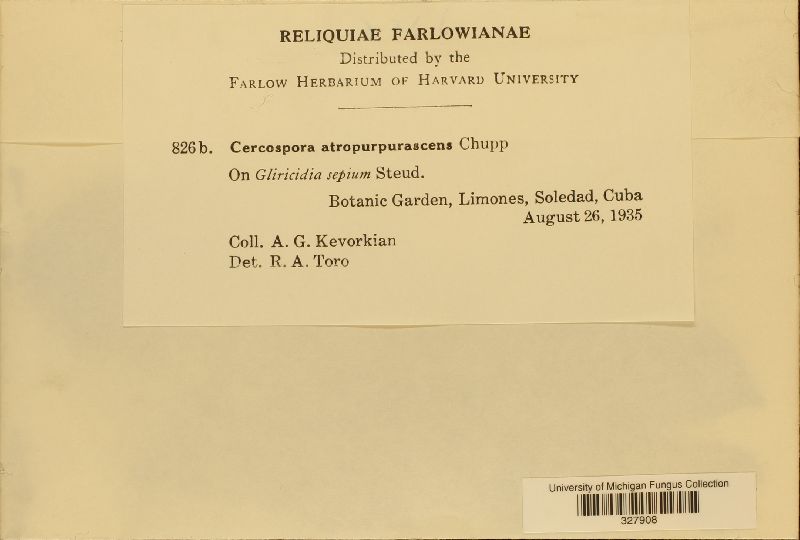 RELIQUIAE FARLOWIANAE
Distributed by the
FARLOW HERBARIUM OF HARVARD UNIVERSITY
826 b. Cercospora atropurpurascens Chupp
On Gliricidia sepium Steud.
Botanic Garden, Limones, Soledad, Cuba
August 26, 1935
Coll. A. G. Kevorkian
Det. R. A. Toro
University of Michigan Fungus Collection
327908